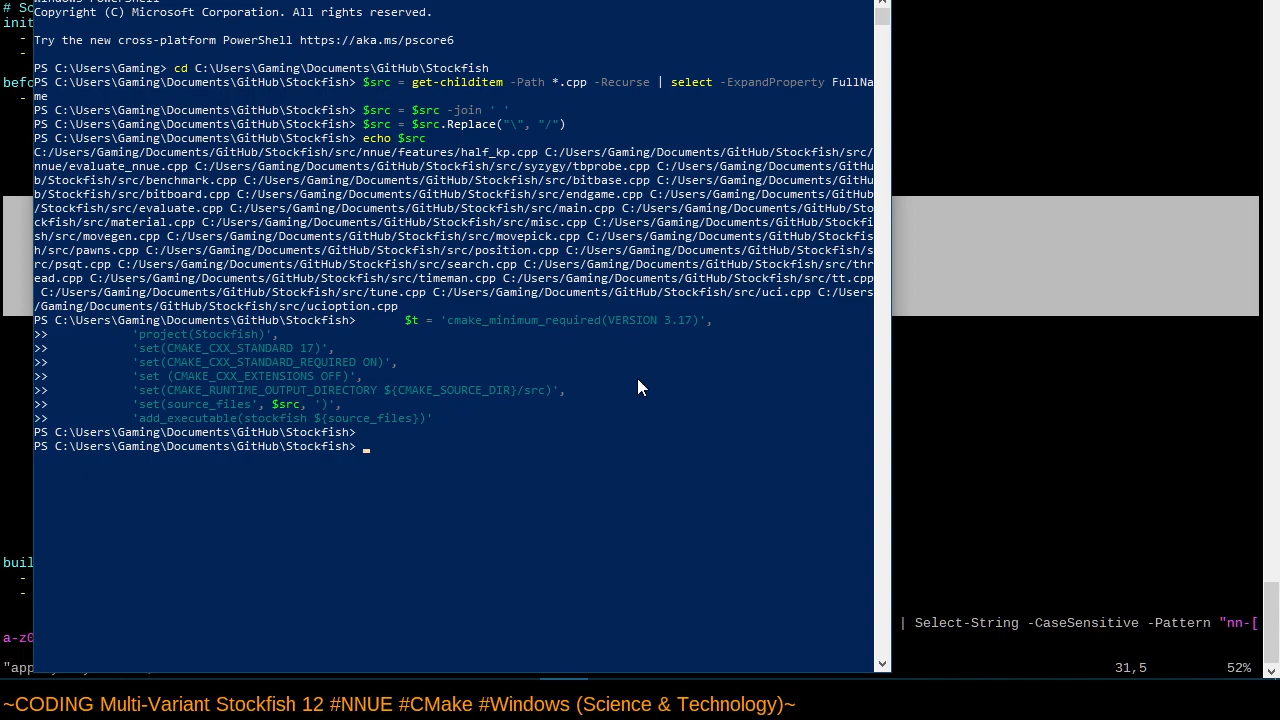 # Sc
Windows PowerShell
Copyright (C) Microsoft Corporation. All rights reserved.
init
Try the new cross-platform PowerShell https://aka.ms/pscore6
PS C:\Users\Gaming> cd C:\Users\Gaming\Documents\GitHub\Stockfish
befo
PS C:\Users\Gaming\Documents\GitHub\Stockfish> $src = get-childitem -Path *.cpp -Recurse | select -ExpandProperty FullNa
me
PS C:\Users\Gaming\Documents\GitHub\Stockfish> $src = $src -join ' '
PS C:\Users\Gaming\Documents\GitHub\Stockfish> $src = $src.Replace("\", "/")
PS C:\Users\Gaming\Documents\GitHub\Stockfish> echo $src
C:/Users/Gaming/Documents/GitHub/Stockfish/src/nnue/features/half_kp.cpp C:/Users/Gaming/Documents/GitHub/Stockfish/src/
nnue/evaluate_nnue.cpp C:/Users/Gaming/Documents/GitHub/Stockfish/src/syzygy/tbprobe.cpp C:/Users/Gaming/Documents/GitHu
b/Stockfish/src/benchmark.cpp C:/Users/Gaming/Documents/GitHub/Stockfish/src/bitbase.cpp C:/Users/Gaming/Documents/GitHu
b/Stockfish/src/bitboard.cpp C:/Users/Gaming/Documents/GitHub/Stockfish/src/endgame.cpp C:/Users/Gaming/Documents/GitHub
/Stockfish/src/evaluate.cpp C:/Users/Gaming/Documents/GitHub/Stockfish/src/main.cpp C:/Users/Gaming/Documents/GitHub/Sto
ckfish/src/material.cpp C:/Users/Gaming/Documents/GitHub/Stockfish/src/misc.cpp C:/Users/Gaming/Documents/GitHub/Stockfi
sh/src/movegen.cpp C:/Users/Gaming/Documents/GitHub/Stockfish/src/movepick.cpp C:/Users/Gaming/Documents/GitHub/Stockfis
h/src/pawns.cpp C:/Users/Gaming/Documents/GitHub/Stockfish/src/position.cpp C:/Users/Gaming/Documents/GitHub/Stockfish/s
rc/psqt.cpp C:/Users/Gaming/Documents/GitHub/Stockfish/src/search.cpp C:/Users/Gaming/Documents/GitHub/Stockfish/src/thr
ead.cpp C:/Users/Gaming/Documents/GitHub/Stockfish/src/timeman.cpp C:/Users/Gaming/Documents/GitHub/Stockfish/src/tt.cpp
C:/Users/Gaming/Documents/GitHub/Stockfish/src/tune.cpp C:/Users/Gaming/Documents/GitHub/Stockfish/src/uci.cpp C:/Users
/Gaming/Documents/GitHub/Stockfish/src/ucioption.cpp
PS C:\Users\Gaming\Documents\GitHub\Stockfish> $t = 'cmake_minimum_required(VERSION 3.17)',
>> 'project(Stockfish)',
>> 'set(CMAKE_CXX_STANDARD 17)',
>> 'set(CMAKE_CXX_STANDARD_REQUIRED ON)',
>> 'set (CMAKE_CXX_EXTENSIONS OFF)',
>> 'set(CMAKE_RUNTIME_OUTPUT_DIRECTORY ${CMAKE_SOURCE_DIR}/src)',
>> 'set(source_files', $src, ')',
>> 'add_executable(stockfish ${source_files})'
PS C:\Users\Gaming\Documents\GitHub\Stockfish>
PS C:\Users\Gaming\Documents\GitHub\Stockfish>
buil
| Select-String -CaseSensitive -Pattern "nn-[
a-z0
"app
31,5 52%
~CODING Multi-Variant Stockfish 12 #NNUE #CMake #Windows (Science & Technology)~